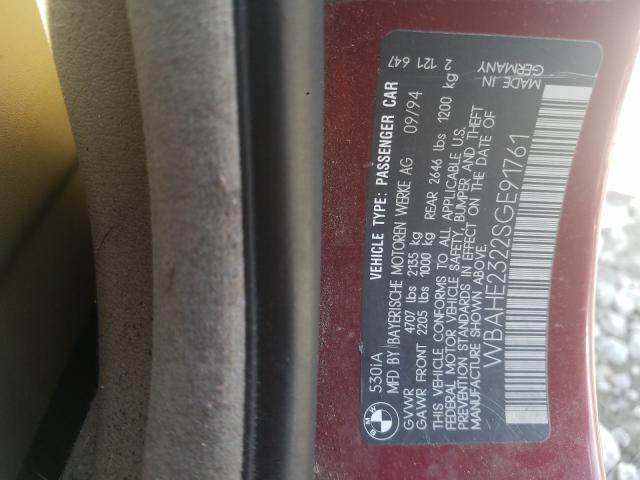 BMW
530IA
VEHICLE TYPE: PASSENGER CAR
MFD BY BAYERISCHE MOTOREN WERKE AG 09/94
GVWR 4707 lbs 2135 kg
GAWR FRONT 2205 lbs 1000 kg REAR 2646 lbs 1200 kg
THIS VEHICLE CONFORMS TO ALL APPLICABLE U.S.
FEDERAL MOTOR VEHICLE SAFETY, BUMPER AND THEFT
PREVENTION STANDARDS IN EFFECT ON THE DATE OF
MANUFACTURE SHOWN ABOVE.
WBAHE2322SGE91761
2 121 647
MADE IN
GERMANY